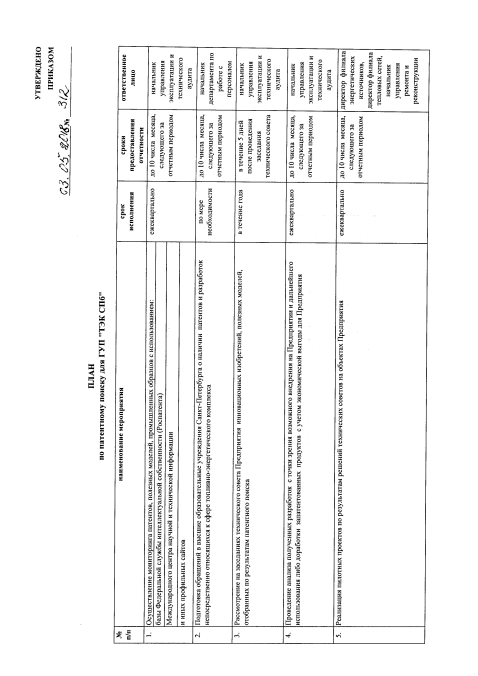 УТВЕРЖДЕНО
ПРИКАЗОМ
03.05.2018 № 312
ПЛАН
по патентному поиску для ГУП "ТЭК СПб"
№
п/п
наименование мероприятия
срок
исполнения
сроки
предоставления
отчетности
ответственное
лицо
1.
Осуществление мониторинга патентов, полезных моделей, промышленных образцов с использованием:
базы Федеральной службы интеллектуальной собственности (Роспатента)
Международного центра научной и технической информации
и иных профильных сайтов
ежеквартально
до 10 числа месяца,
следующего за
отчетным периодом
начальник
управления
эксплуатации и
технического
аудита
2.
Подготовка обращений в высшие образовательные учреждения Санкт-Петербурга о наличии патентов и разработок
непосредственно относящихся к сфере топливно-энергетического комплекса
по мере
необходимости
до 10 числа месяца,
следующего за
отчетным периодом
начальник
департамента по
работе с
персоналом
3.
Рассмотрение на заседаниях технического совета Предприятия инновационных изобретений, полезных моделей,
отобранных по результатам патентного поиска
в течение года
в течение 5 дней
после проведения
заседания
технического совета
начальник
управления
эксплуатации и
технического
аудита
4.
Проведение анализа полученных разработок с точки зрения возможного внедрения на Предприятии и дальнейшего
использования либо доработки запатентованных продуктов с учетом экономической выгоды для Предприятия
ежеквартально
до 10 числа месяца,
следующего за
отчетным периодом
начальник
управления
эксплуатации и
технического
аудита
5.
Реализация пилотных проектов по результатам решений технических советов на объектах Предприятия
ежеквартально
до 10 числа месяца,
следующего за
отчетным периодом
директор филиала
энергетических
источников,
директор филиала
тепловых сетей,
начальник
управления
ремонта и
реконструкции